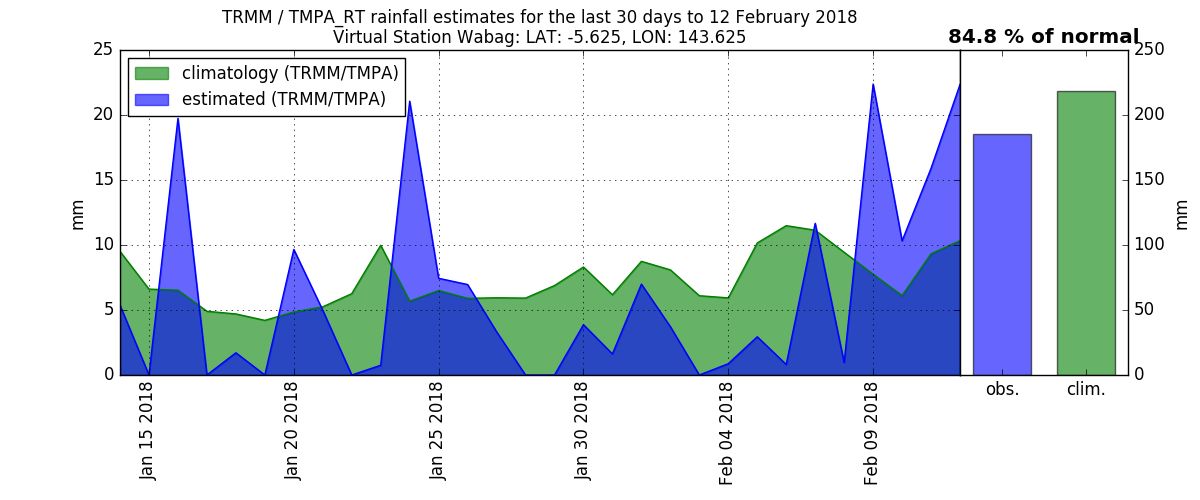 TRMM / TMPA_RT rainfall estimates for the last 30 days to 12 February 2018
Virtual Station Wabag: LAT: -5.625, LON: 143.625
84.8 % of normal
climatology (TRMM/TMPA)
estimated (TRMM/TMPA)
25
20
15
10
5
0
mm
Jan 15 2018
Jan 20 2018
Jan 25 2018
Jan 30 2018
Feb 04 2018
Feb 09 2018
obs.
clim.
250
200
150
100
50
0
mm